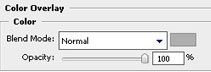 Color Overlay
Color
Blend Mode: Normal
Opacity: 100 %